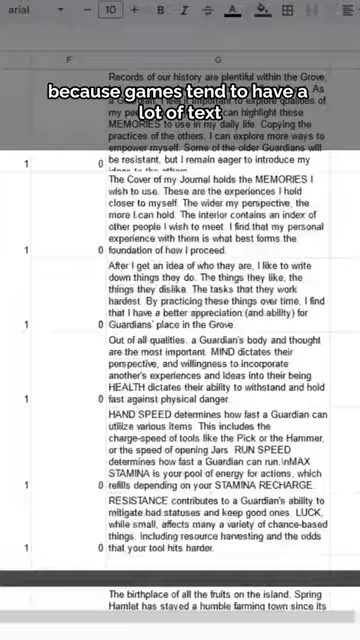 arial
10
B
I
S
A
F
G
Records of our history are plentiful within the Grove.
because games tend to have a
lot of text
can highlight these
MEMORIES to use in my daily life. Copying the
practices of the others, I can explore more ways to
empower myself. Some of the older Guardians will
1 0 be resistant, but I remain eager to introduce my
ideas to the others.
The Cover of my Journal holds the MEMORIES I
wish to use. These are the experiences I hold
closer to myself. The wider my perspective, the
more I can hold. The interior contains an index of
other people I wish to meet. I find that my personal
experience with them is what best forms the
1 0 foundation of how I proceed.
After I get an idea of who they are, I like to write
down things they do. The things they like, the
things they dislike. The tasks that they work
hardest. By practicing these things over time, I find
that I have a better appreciation (and ability) for
1 0 Guardians' place in the Grove.
Out of all qualities, a Guardian's body and thought
are the most important. MIND dictates their
perspective, and willingness to incorporate
another's experiences and ideas into their being
HEALTH dictates their ability to withstand and hold
1 0 fast against physical danger.
HAND SPEED determines how fast a Guardian can
utilize various items. This includes the
charge-speed of tools like the Pick or the Hammer,
or the speed of opening Jars. RUN SPEED
determines how fast a Guardian can run.\nMAX
STAMINA is your pool of energy for actions, which
1 0 refills depending on your STAMINA RECHARGE.
RESISTANCE contributes to a Guardian's ability to
mitigate bad statuses and keep good ones. LUCK,
while small, affects many a variety of chance-based
things. Including resource harvesting and the odds
1 0 that your tool hits harder.
The birthplace of all the fruits on the island, Spring
Hamlet has stayed a humble farming town since its